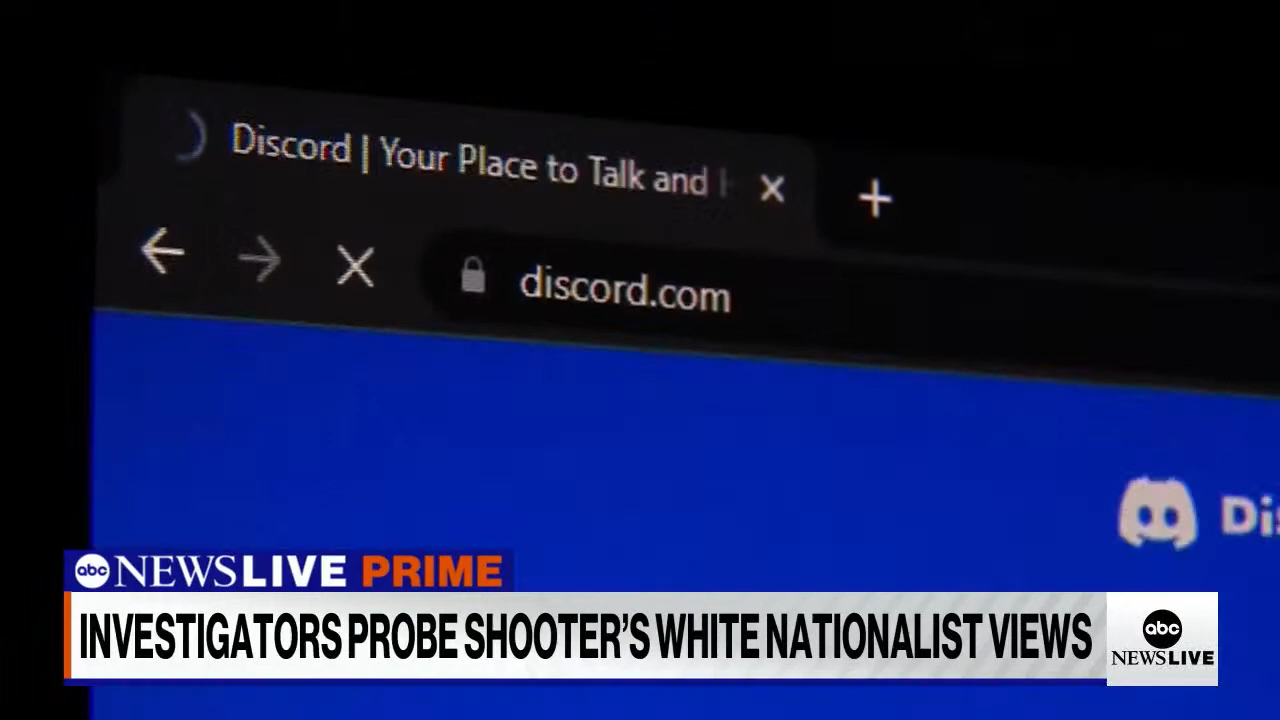 Discord | Your Place to Talk and
discord.com
Dis
abc NEWS LIVE PRIME
INVESTIGATORS PROBE SHOOTER'S WHITE NATIONALIST VIEWS
abc
NEWS LIVE